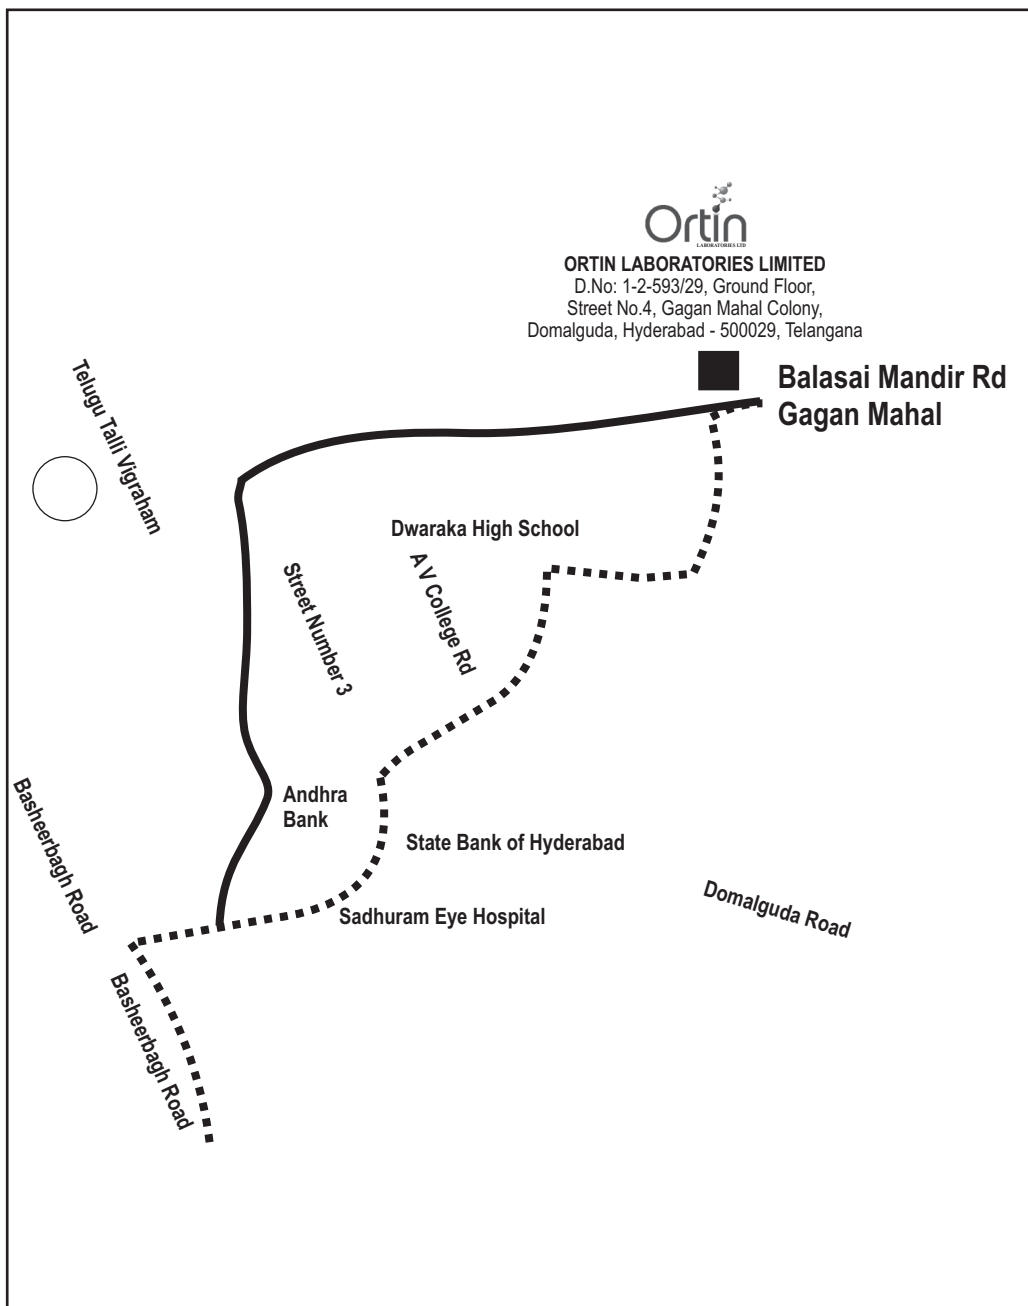 Ortin
LABORATORIES LTD
ORTIN LABORATORIES LIMITED
D.No: 1-2-593/29, Ground Floor,
Street No.4, Gagan Mahal Colony,
Domalguda, Hyderabad - 500029, Telangana
Balasai Mandir Rd
Gagan Mahal
Telugu Talli Vigraham
Dwaraka High School
A V College Rd
Street Number 3
Andhra
Bank
Basheerbagh Road
State Bank of Hyderabad
Domalguda Road
Sadhuram Eye Hospital
Basheerbagh Road